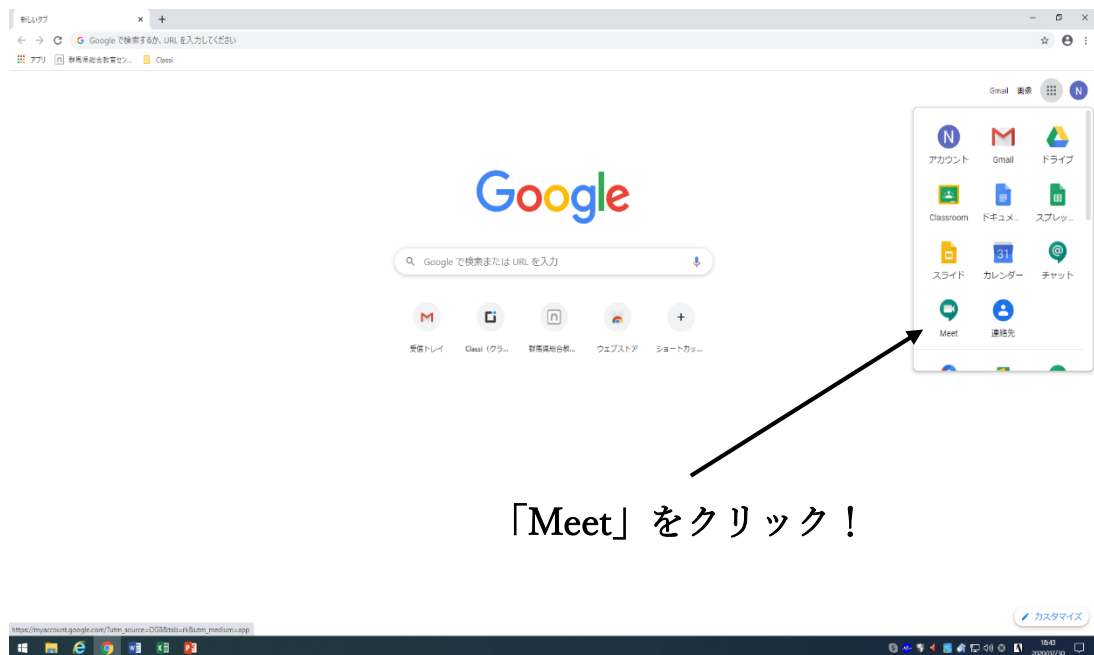 新しいタブ
Google で検索するか、URL を入力してください
アプリ 群馬県総合教育セン... Classi
Gmail 画像 N
N
アカウント Gmail ドライブ
Classroom ドキュメ... スプレッ...
31
スライド カレンダー チャット
Meet 連絡先
Google
Google で検索または URL を入力
受信トレイ Classi（クラ... 群馬県総合教... ウェブストア ショートカッ...
「Meet」をクリック！
カスタマイズ
https://myaccount.google.com/?utm_source=OGB&tab=rk&utm_medium=app
18:43
2020/07/30